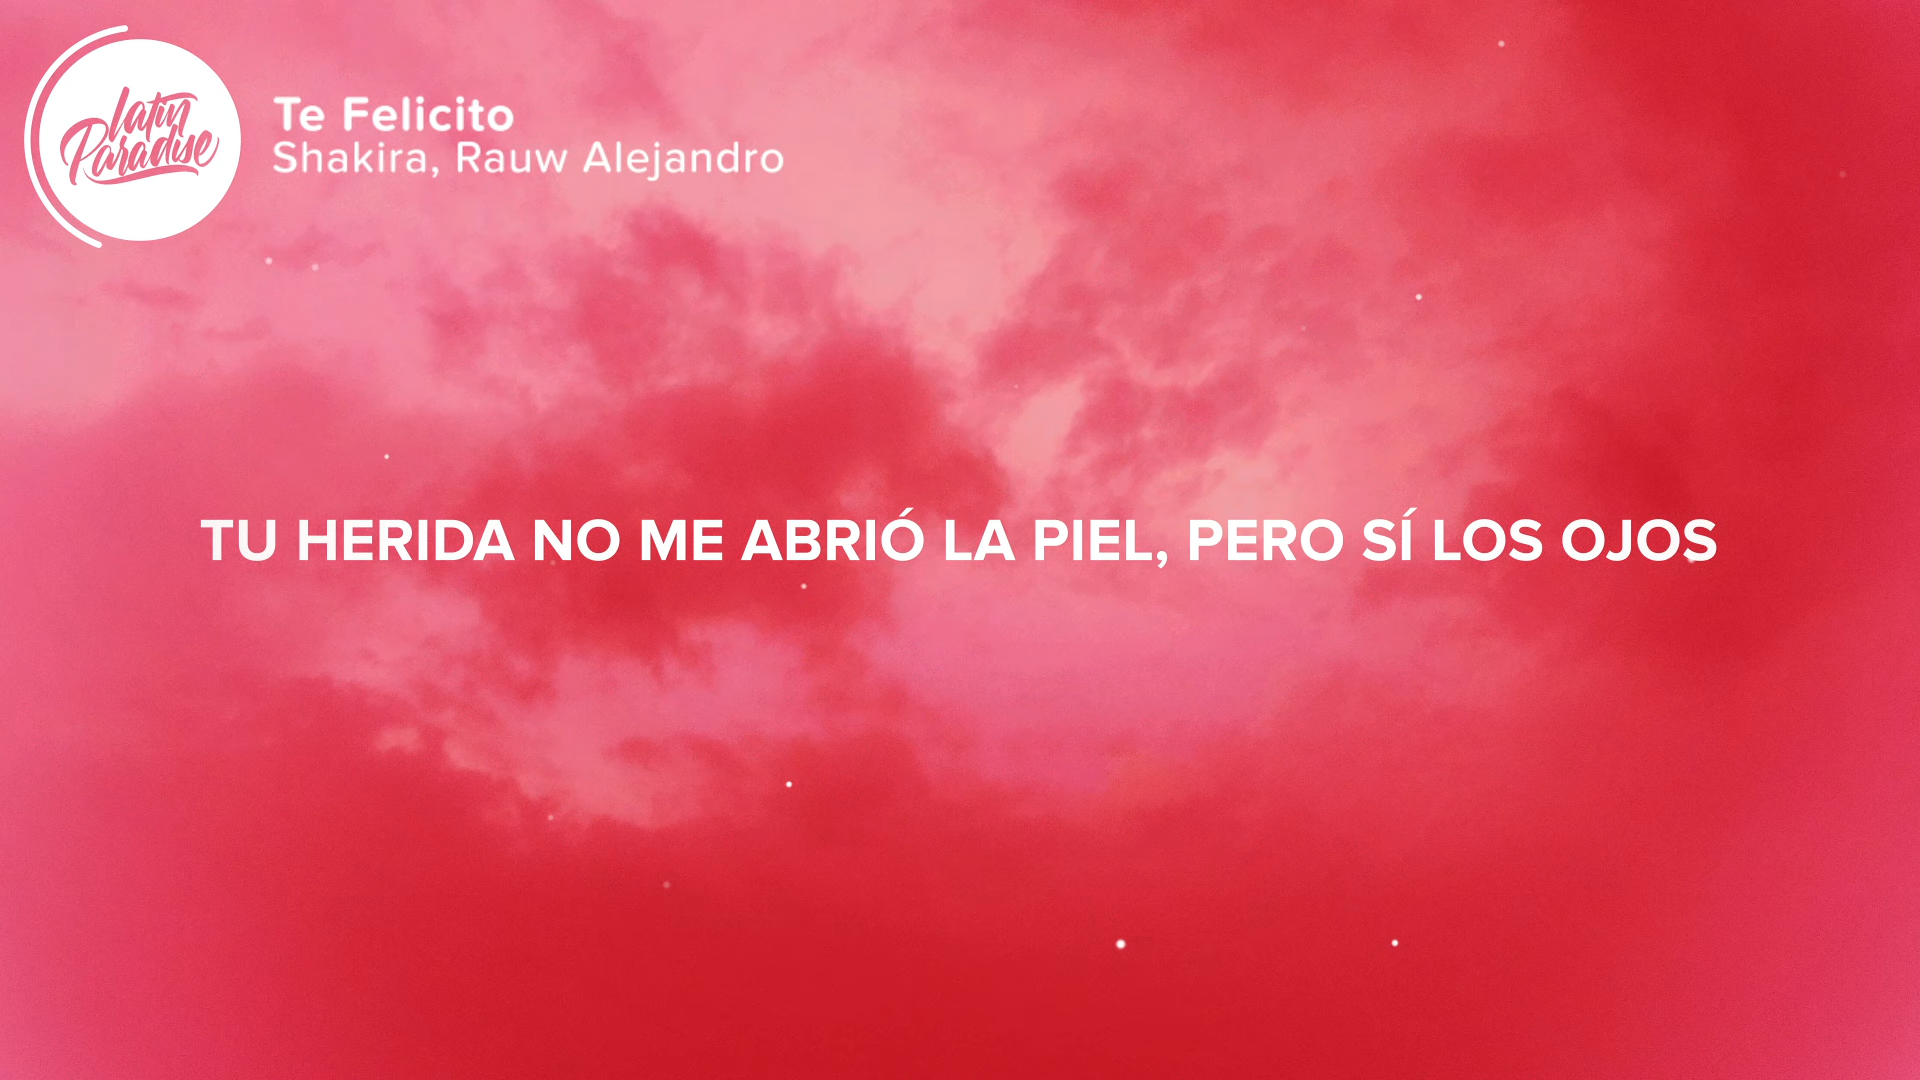 Latin
Paradise
Te Felicito
Shakira, Rauw Alejandro
TU HERIDA NO ME ABRIÓ LA PIEL, PERO SÍ LOS OJOS